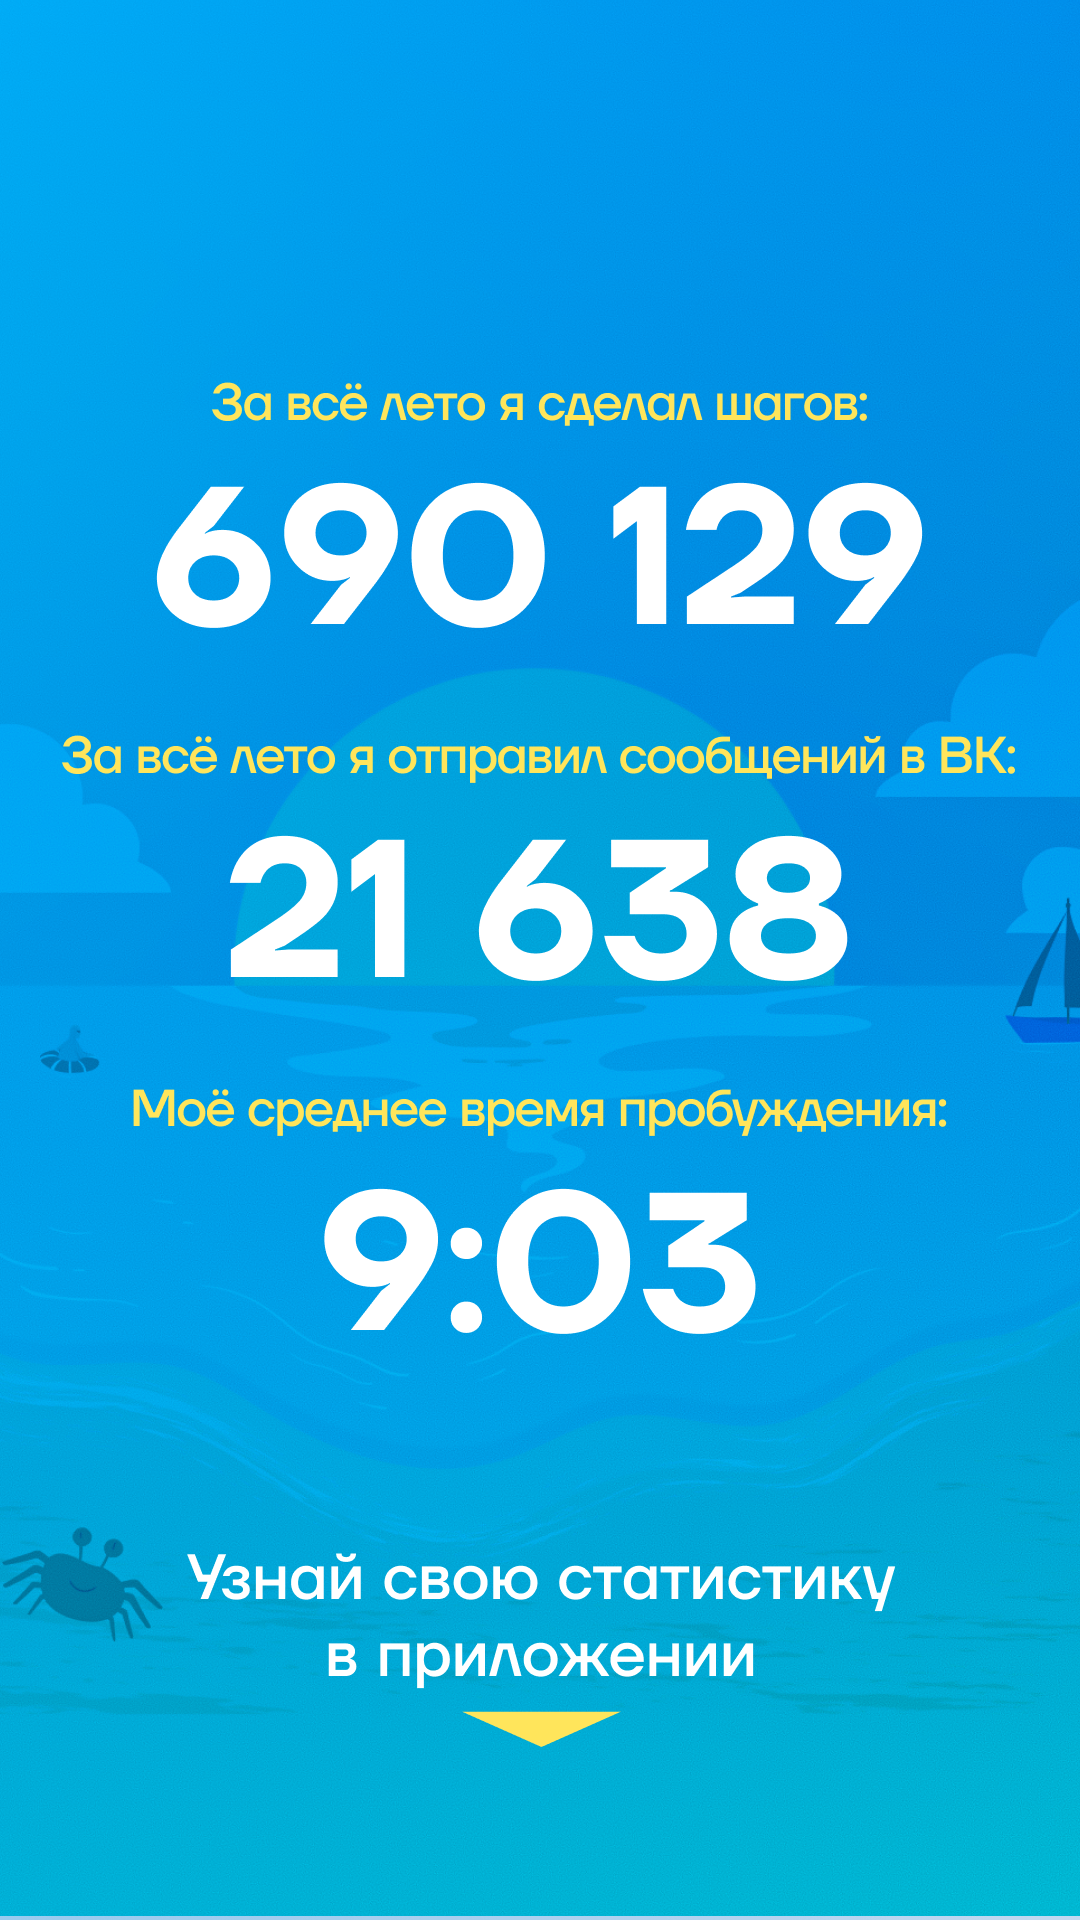 За всё лето я сделал шагов:
690 129
За всё лето я отправил сообщений в ВК:
21 638
Моё среднее время пробуждения:
9:03
Узнай свою статистику
в приложении